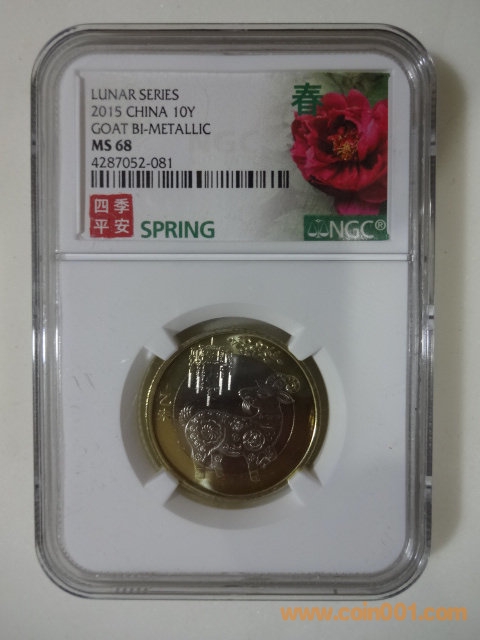 LUNAR SERIES
2015 CHINA 10Y
GOAT BI-METALLIC
MS 68
4287052-081
春
四季
平安
SPRING
NGC®
www.coin001.com